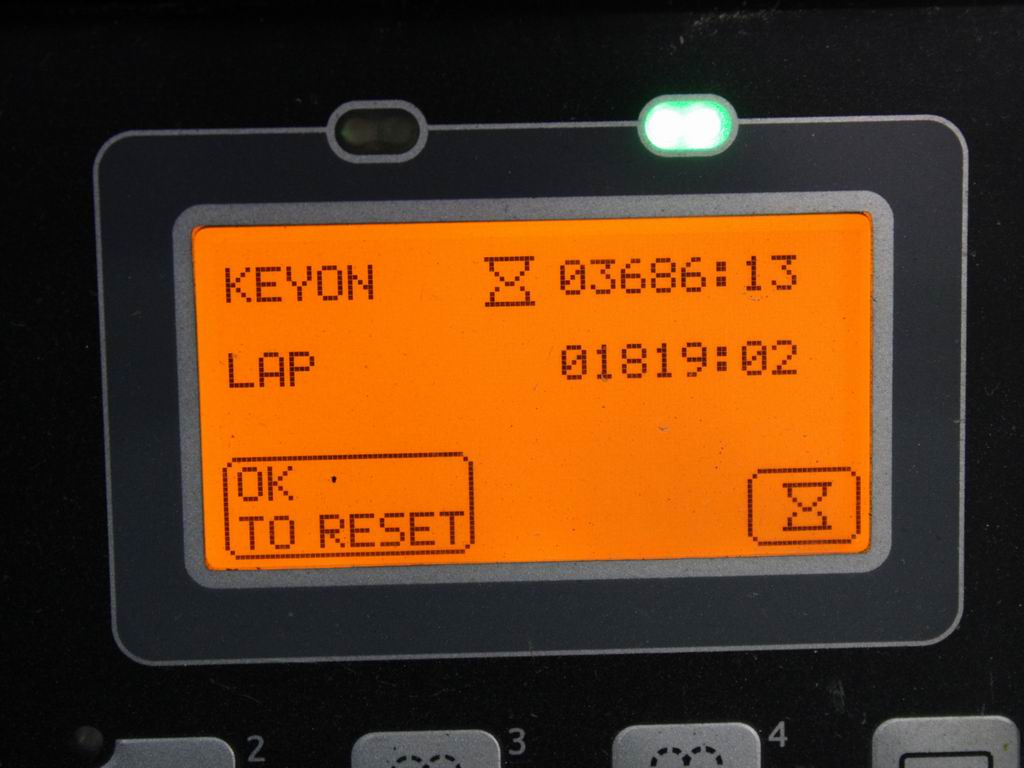 KEYON 03686:13
LAP 01819:02
OK
TO RESET
2 3 4